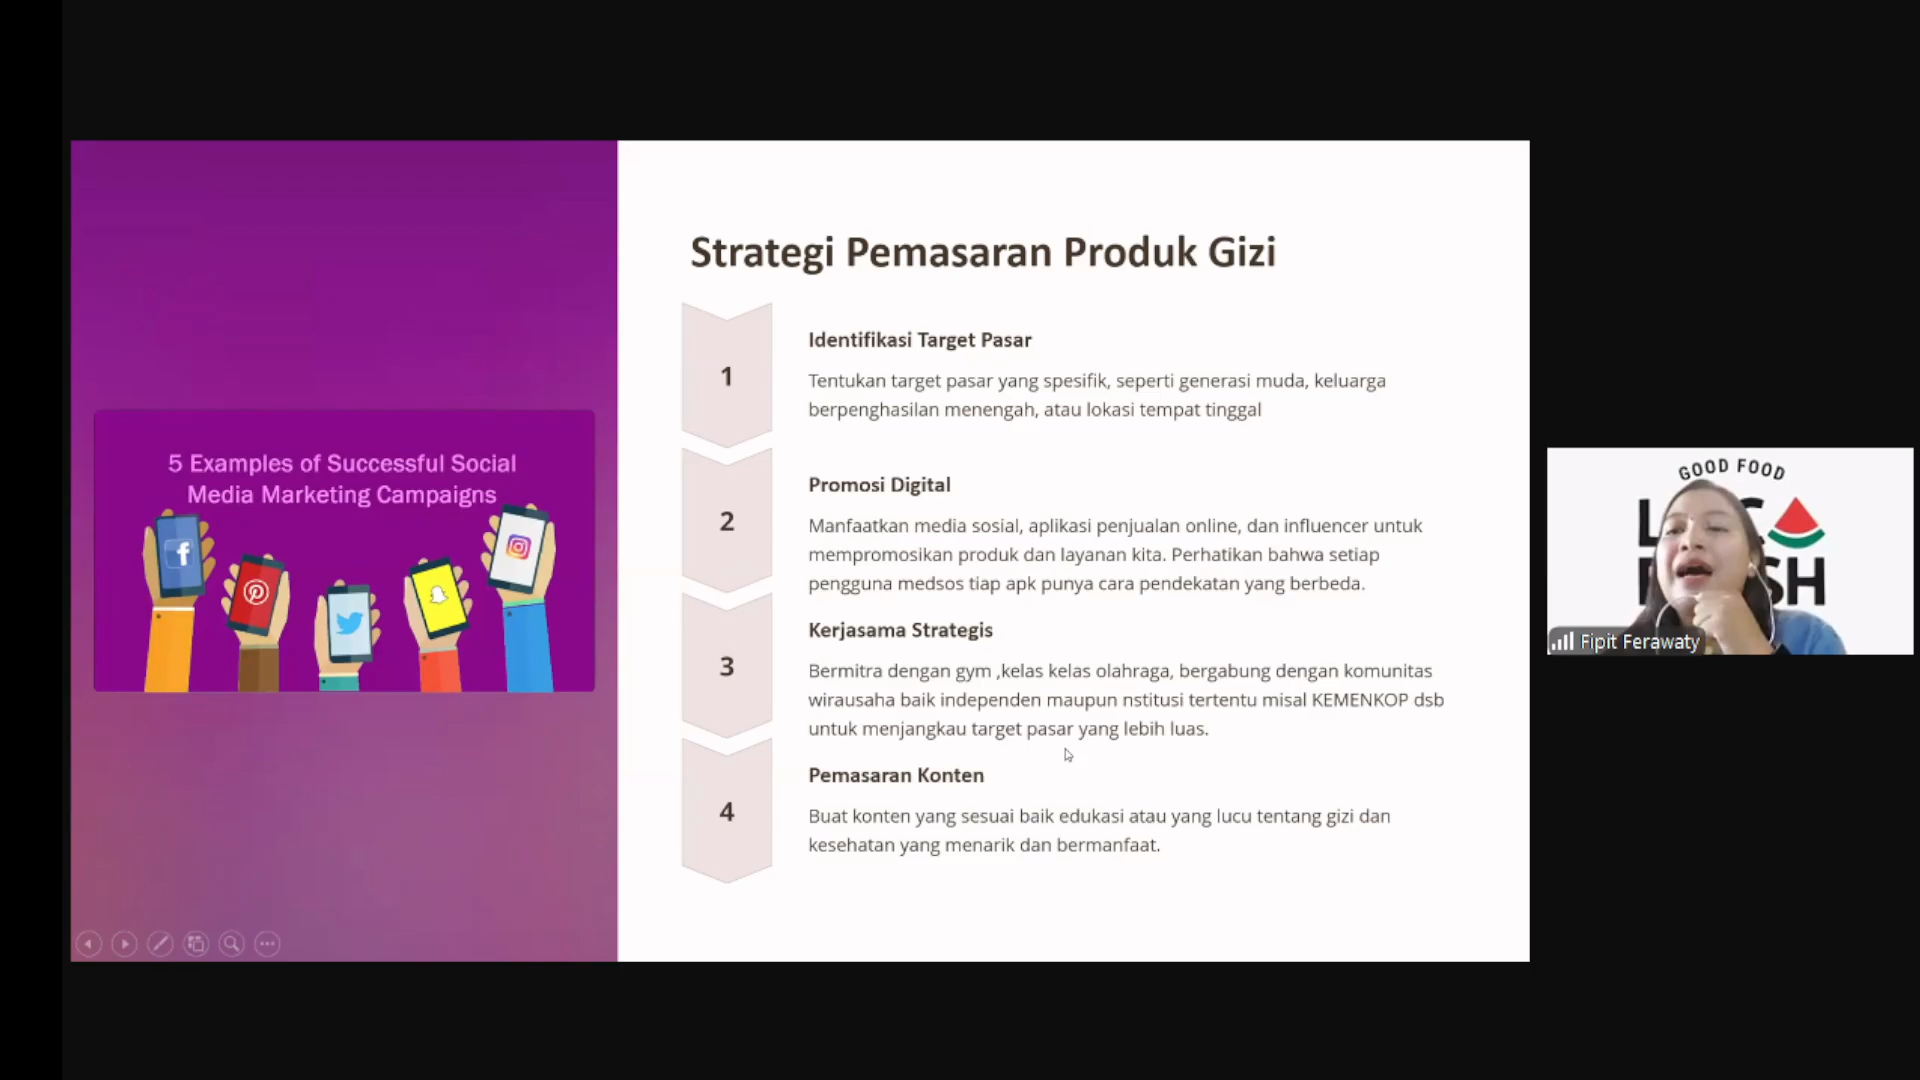 5 Examples of Successful Social
Media Marketing Campaigns
Strategi Pemasaran Produk Gizi
1
Identifikasi Target Pasar
Tentukan target pasar yang spesifik, seperti generasi muda, keluarga
berpenghasilan menengah, atau lokasi tempat tinggal
2
Promosi Digital
Manfaatkan media sosial, aplikasi penjualan online, dan influencer untuk
mempromosikan produk dan layanan kita. Perhatikan bahwa setiap
pengguna medsos tiap apk punya cara pendekatan yang berbeda.
3
Kerjasama Strategis
Bermitra dengan gym ,kelas kelas olahraga, bergabung dengan komunitas
wirausaha baik independen maupun nstitusi tertentu misal KEMENKOP dsb
untuk menjangkau target pasar yang lebih luas.
4
Pemasaran Konten
Buat konten yang sesuai baik edukasi atau yang lucu tentang gizi dan
kesehatan yang menarik dan bermanfaat.
GOOD FOOD
Fipit Ferawaty